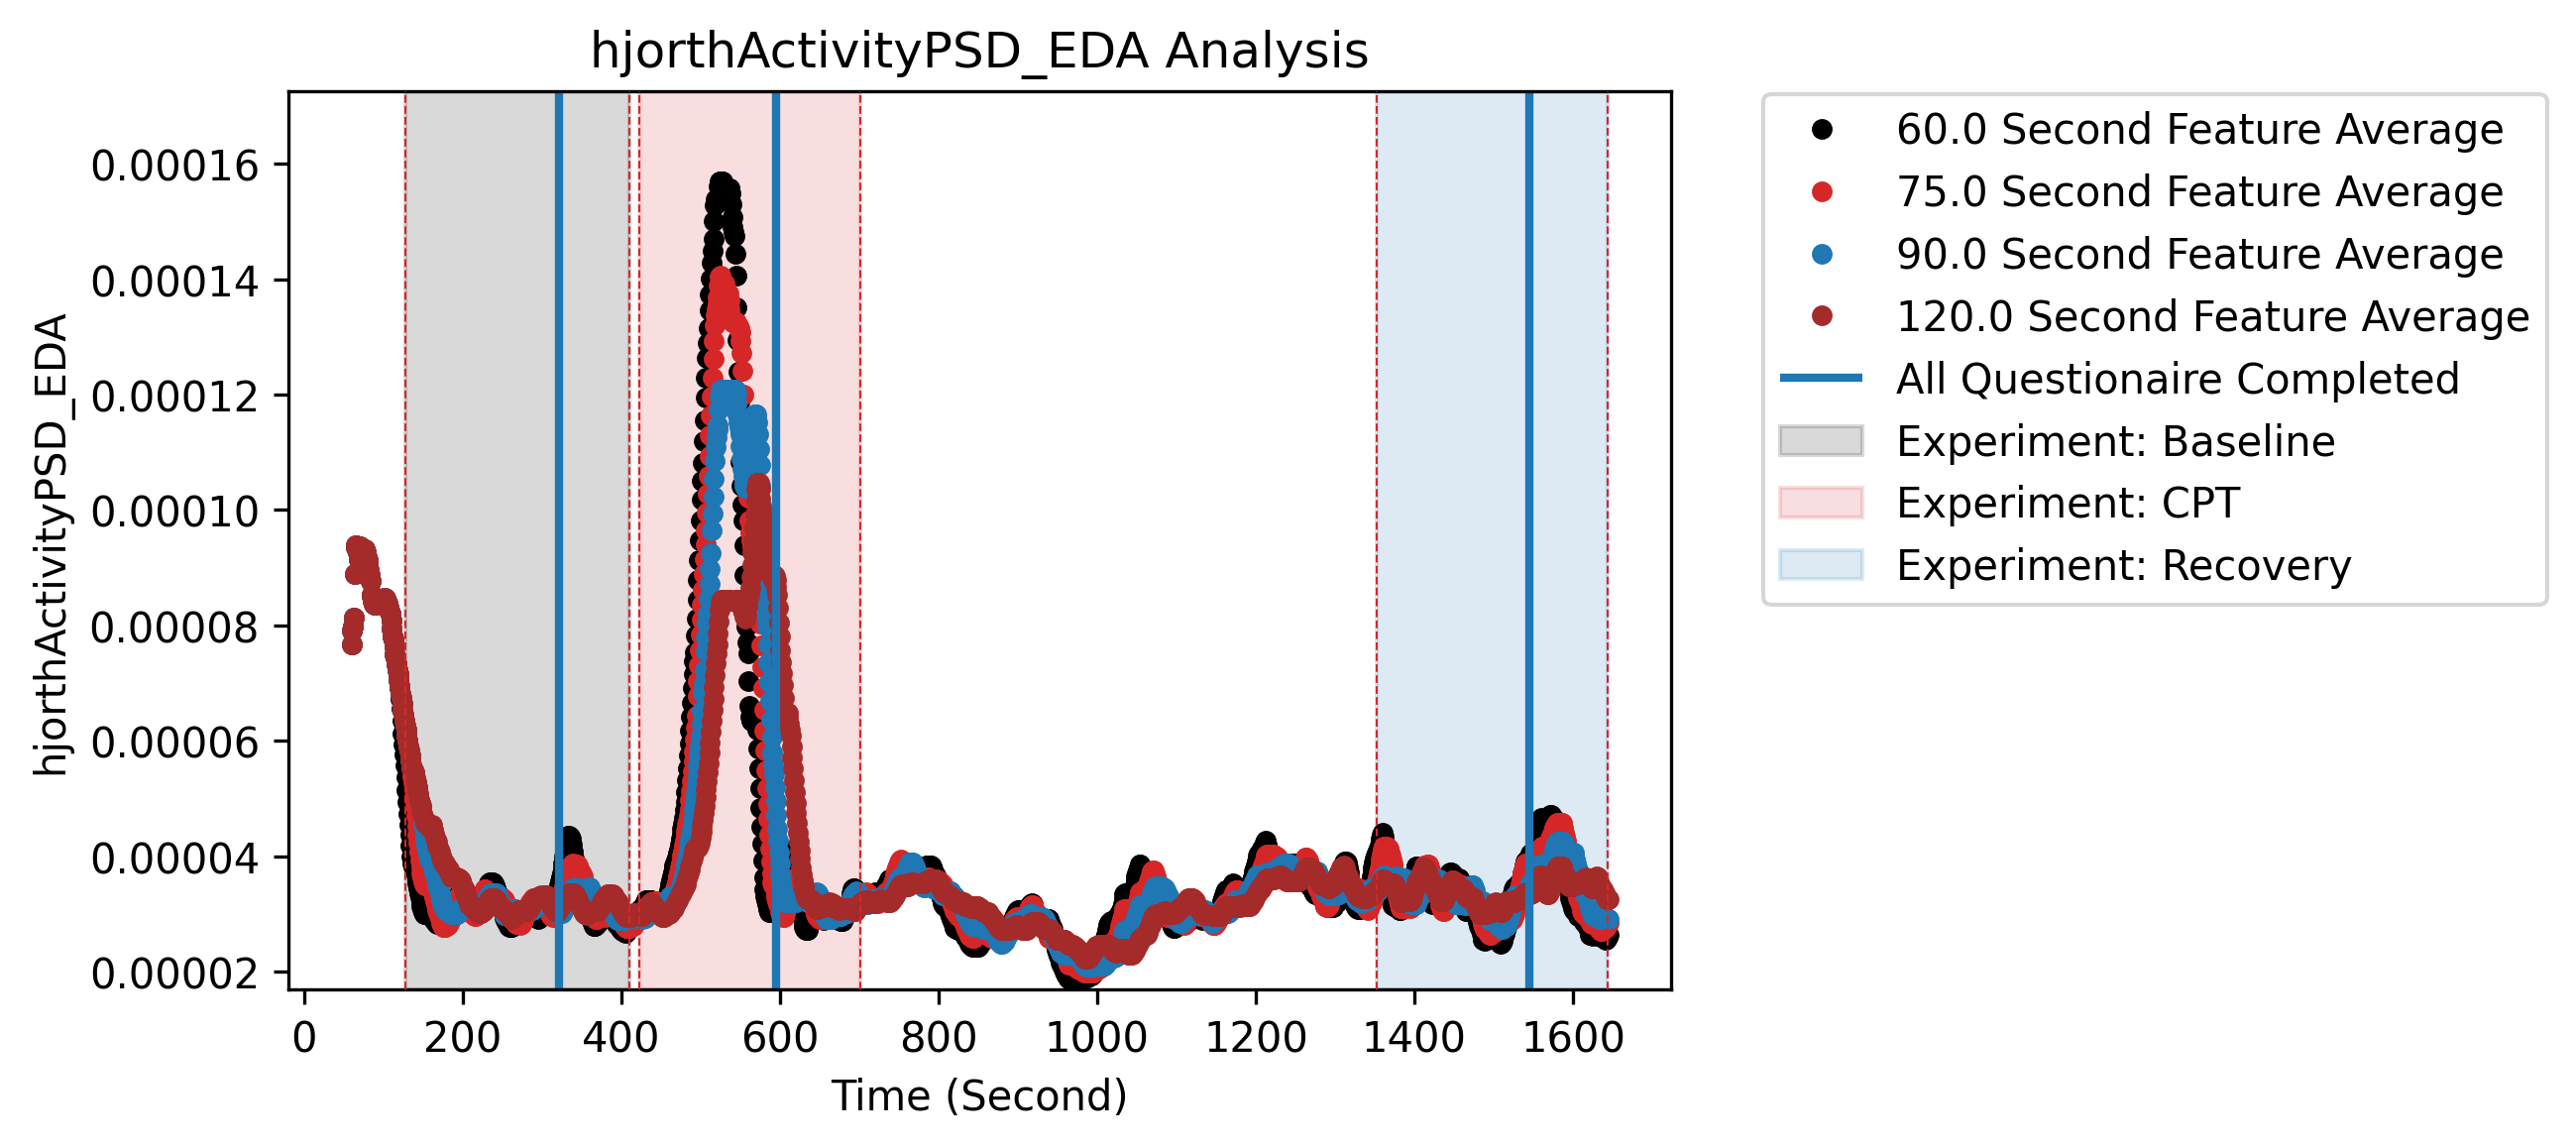 hjorthActivityPSD_EDA Analysis
hjorthActivityPSD_EDA
0.00016
0.00014
0.00012
0.00010
0.00008
0.00006
0.00004
0.00002
0 200 400 600 800 1000 1200 1400 1600
Time (Second)
60.0 Second Feature Average
75.0 Second Feature Average
90.0 Second Feature Average
120.0 Second Feature Average
All Questionaire Completed
Experiment: Baseline
Experiment: CPT
Experiment: Recovery